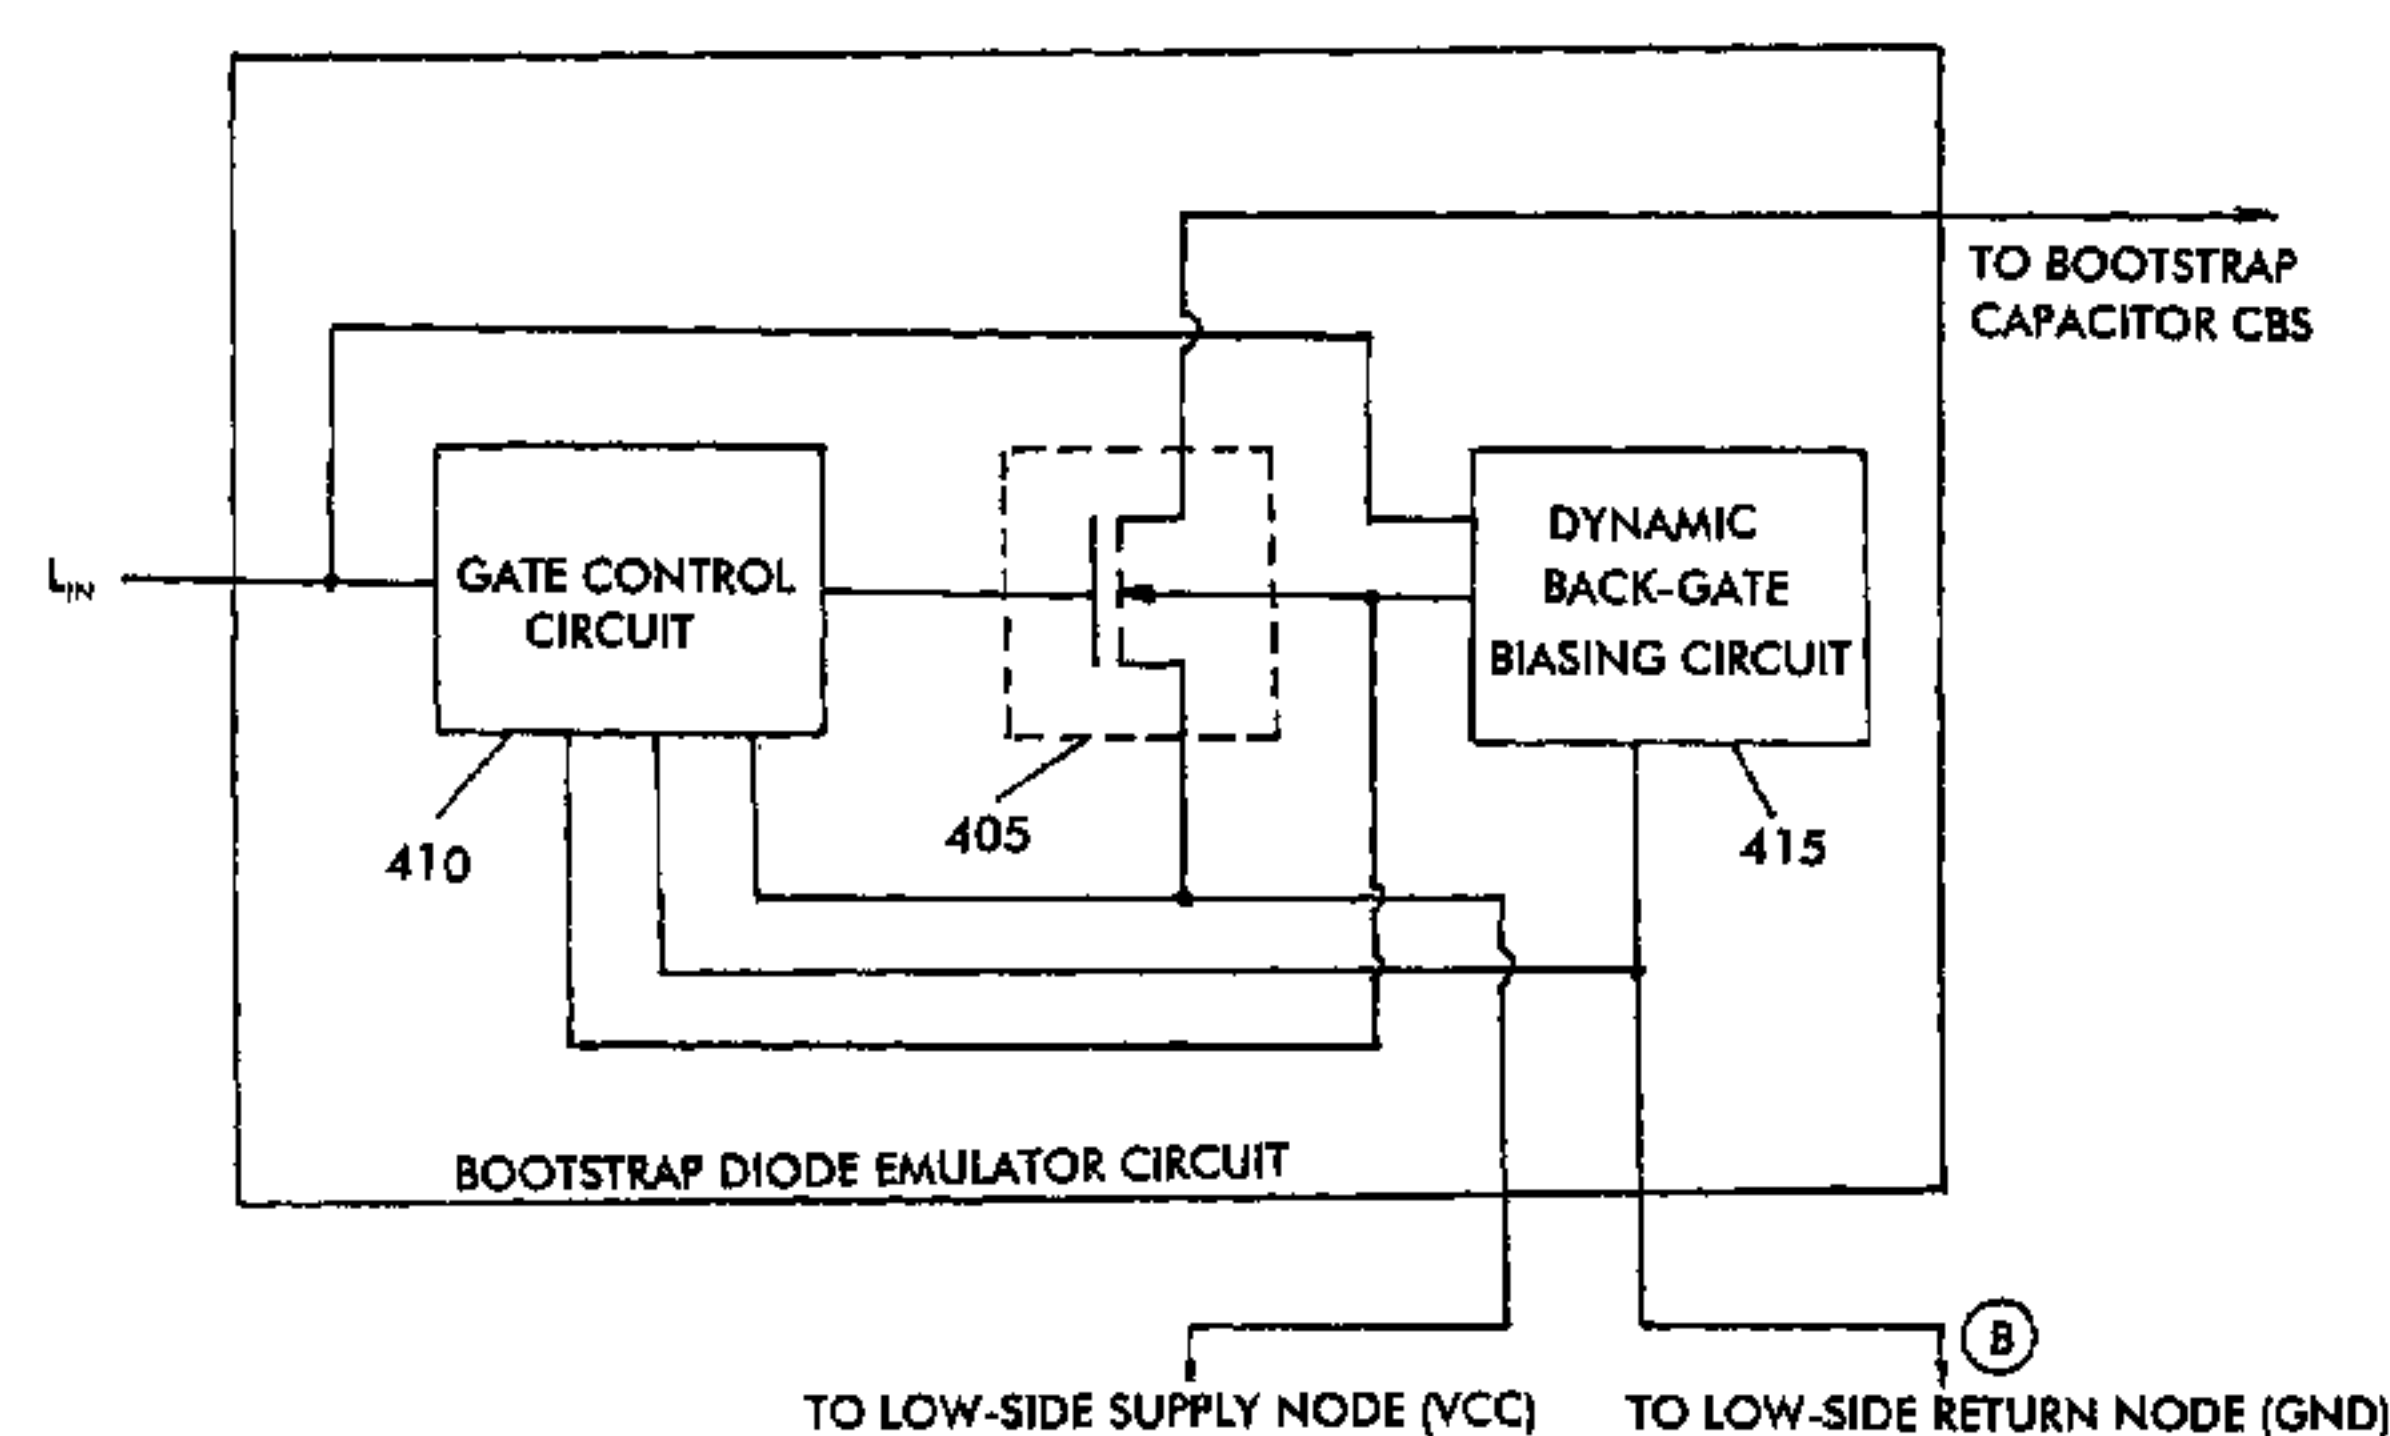 TO BOOTSTRAP
CAPACITOR CBS
LIN
GATE CONTROL
CIRCUIT
DYNAMIC
BACK-GATE
BIASING CIRCUIT
410
405
415
BOOTSTRAP DIODE EMULATOR CIRCUIT
B
TO LOW-SIDE SUPPLY NODE (VCC)
TO LOW-SIDE RETURN NODE (GND)